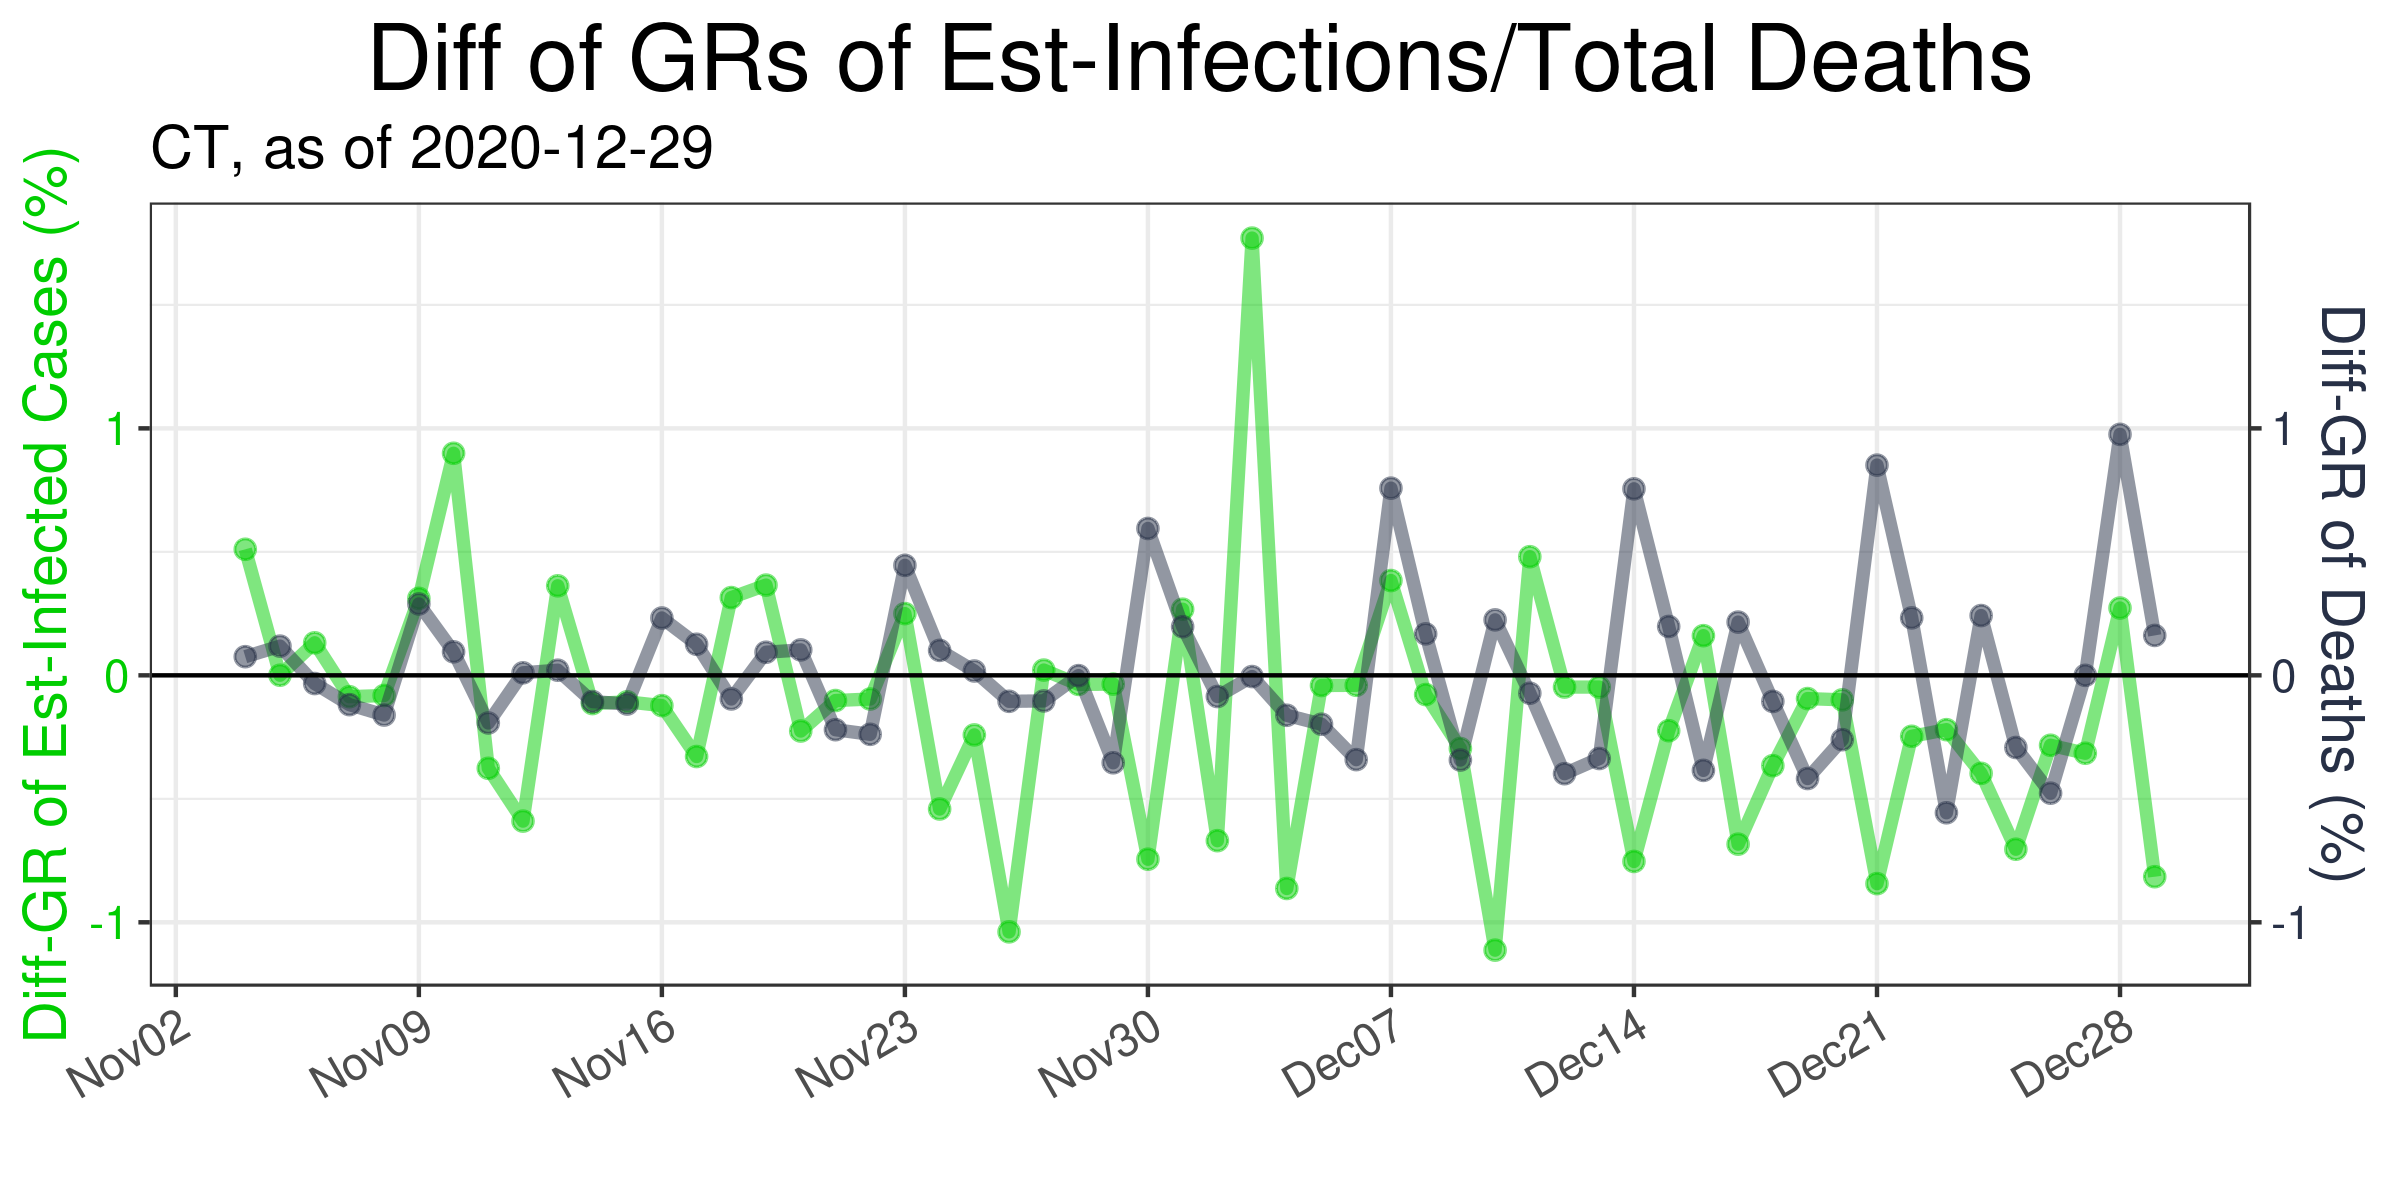 Diff of GRs of Est-Infections/Total Deaths
CT, as of 2020-12-29
Diff-GR of Est-Infected Cases (%)
1
0
-1
1
0
-1
Diff-GR of Deaths (%)
Nov02
Nov09
Nov16
Nov23
Nov30
Dec07
Dec14
Dec21
Dec28